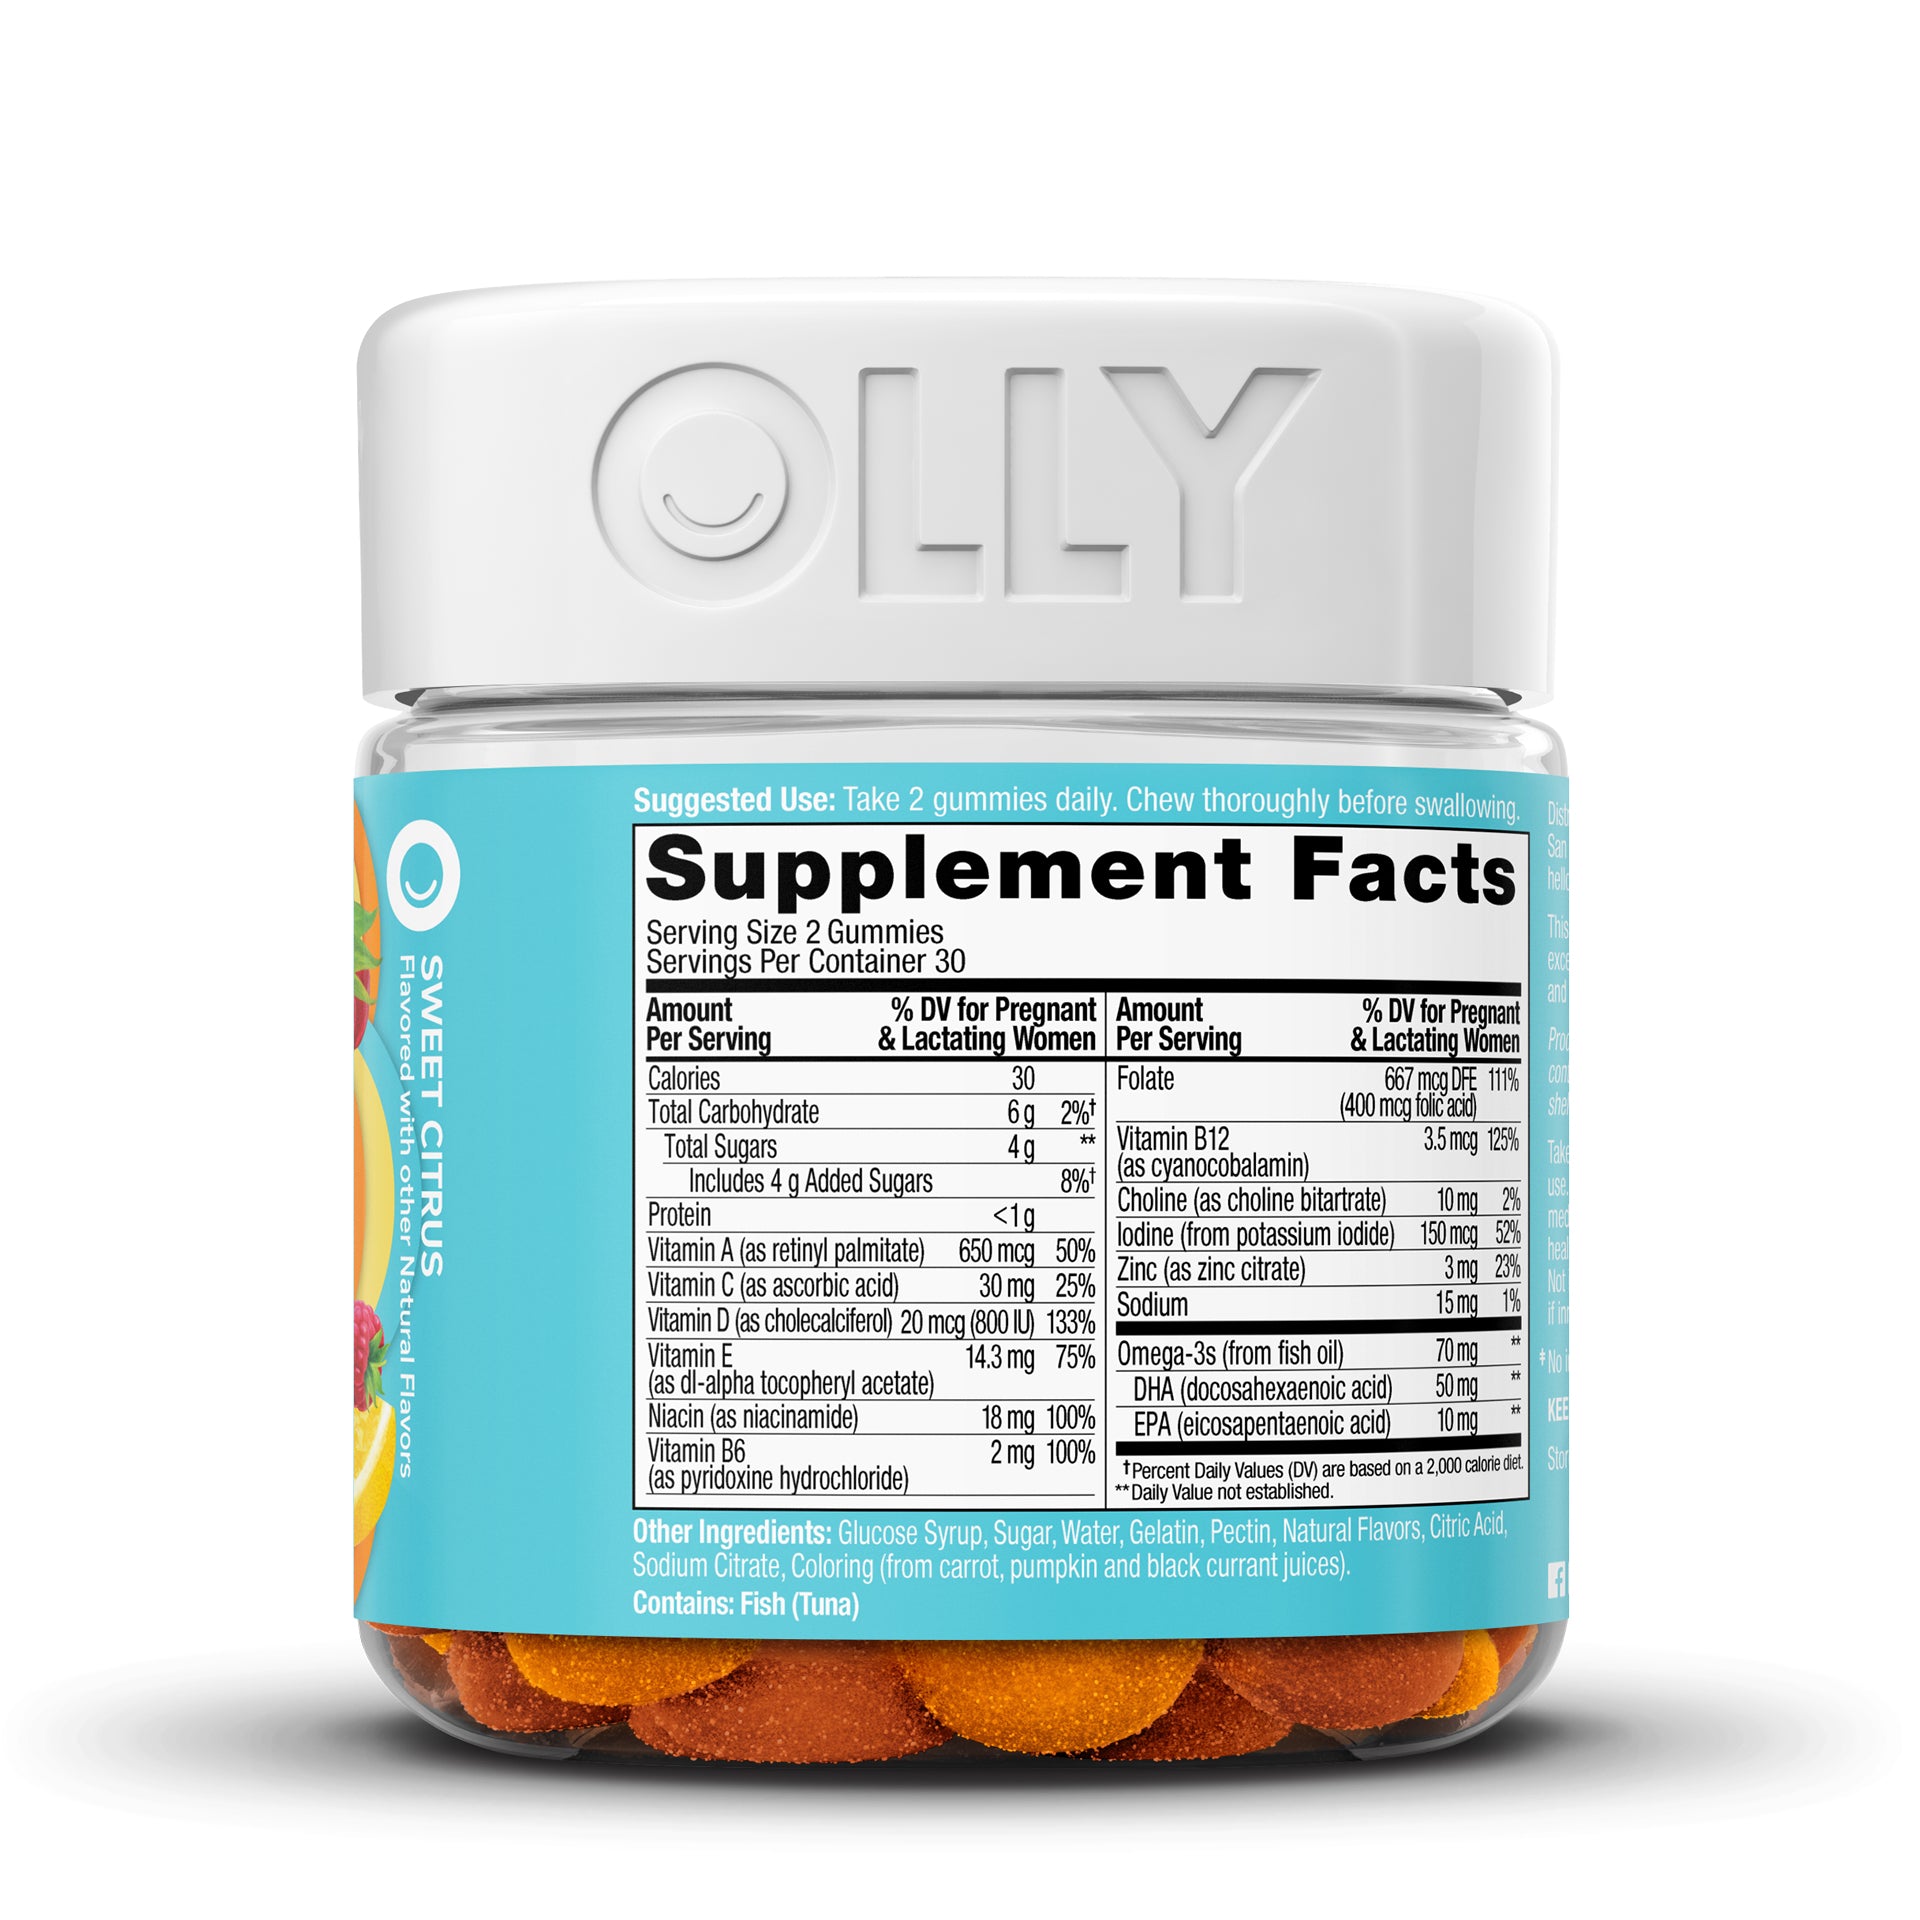 OLLY
SWEET CITRUS
Flavored with other Natural Flavors
Suggested Use: Take 2 gummies daily. Chew thoroughly before swallowing.
Supplement Facts
Serving Size 2 Gummies
Servings Per Container 30
Amount Per Serving % DV for Pregnant & Lactating Women
Calories 30
Total Carbohydrate 6 g 2%†
Total Sugars 4 g **
Includes 4 g Added Sugars 8%†
Protein <1 g
Vitamin A (as retinyl palmitate) 650 mcg 50%
Vitamin C (as ascorbic acid) 30 mg 25%
Vitamin D (as cholecalciferol) 20 mcg (800 IU) 133%
Vitamin E 14.3 mg 75%
(as dl-alpha tocopheryl acetate)
Niacin (as niacinamide) 18 mg 100%
Vitamin B6 2 mg 100%
(as pyridoxine hydrochloride)
Amount Per Serving % DV for Pregnant & Lactating Women
Folate 667 mcg DFE 111%
(400 mcg folic acid)
Vitamin B12 3.5 mcg 125%
(as cyanocobalamin)
Choline (as choline bitartrate) 10 mg 2%
Iodine (from potassium iodide) 150 mcg 52%
Zinc (as zinc citrate) 3 mg 23%
Sodium 15 mg 1%
Omega-3s (from fish oil) 70 mg **
DHA (docosahexaenoic acid) 50 mg **
EPA (eicosapentaenoic acid) 10 mg **
†Percent Daily Values (DV) are based on a 2,000 calorie diet.
**Daily Value not established.
Other Ingredients: Glucose Syrup, Sugar, Water, Gelatin, Pectin, Natural Flavors, Citric Acid,
Sodium Citrate, Coloring (from carrot, pumpkin and black currant juices).
Contains: Fish (Tuna)
San
This
and
Take
use.
Not